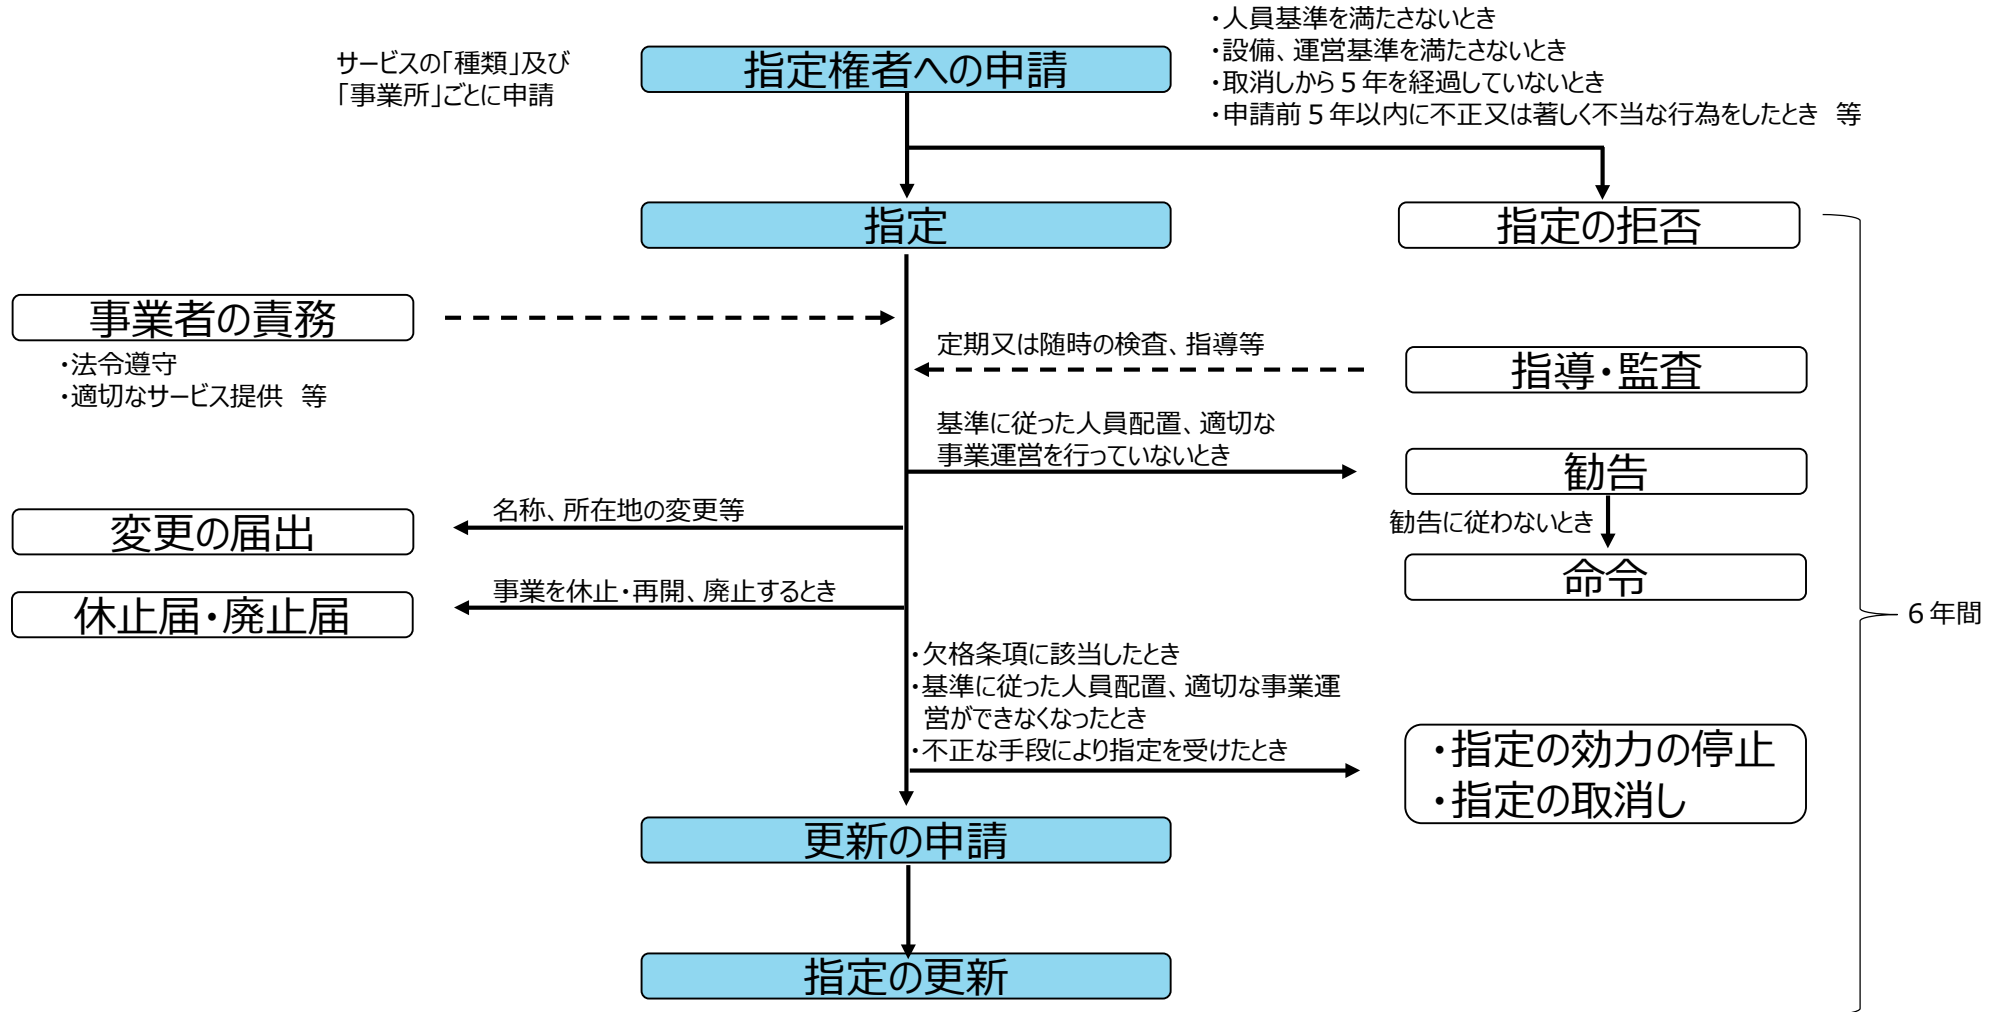 サービスの「種類」及び
「事業所」ごとに申請
指定権者への申請
・人員基準を満たさないとき
・設備、運営基準を満たさないとき
・取消しから5年を経過していないとき
・申請前5年以内に不正又は著しく不当な行為をしたとき 等
指定
指定の拒否
事業者の責務
・法令遵守
・適切なサービス提供 等
定期又は随時の検査、指導等
指導・監査
基準に従った人員配置、適切な
事業運営を行っていないとき
勧告
名称、所在地の変更等
変更の届出
勧告に従わないとき
命令
事業を休止・再開、廃止するとき
休止届・廃止届
6年間
・欠格条項に該当したとき
・基準に従った人員配置、適切な事業運
営ができなくなったとき
・不正な手段により指定を受けたとき
・指定の効力の停止
・指定の取消し
更新の申請
指定の更新